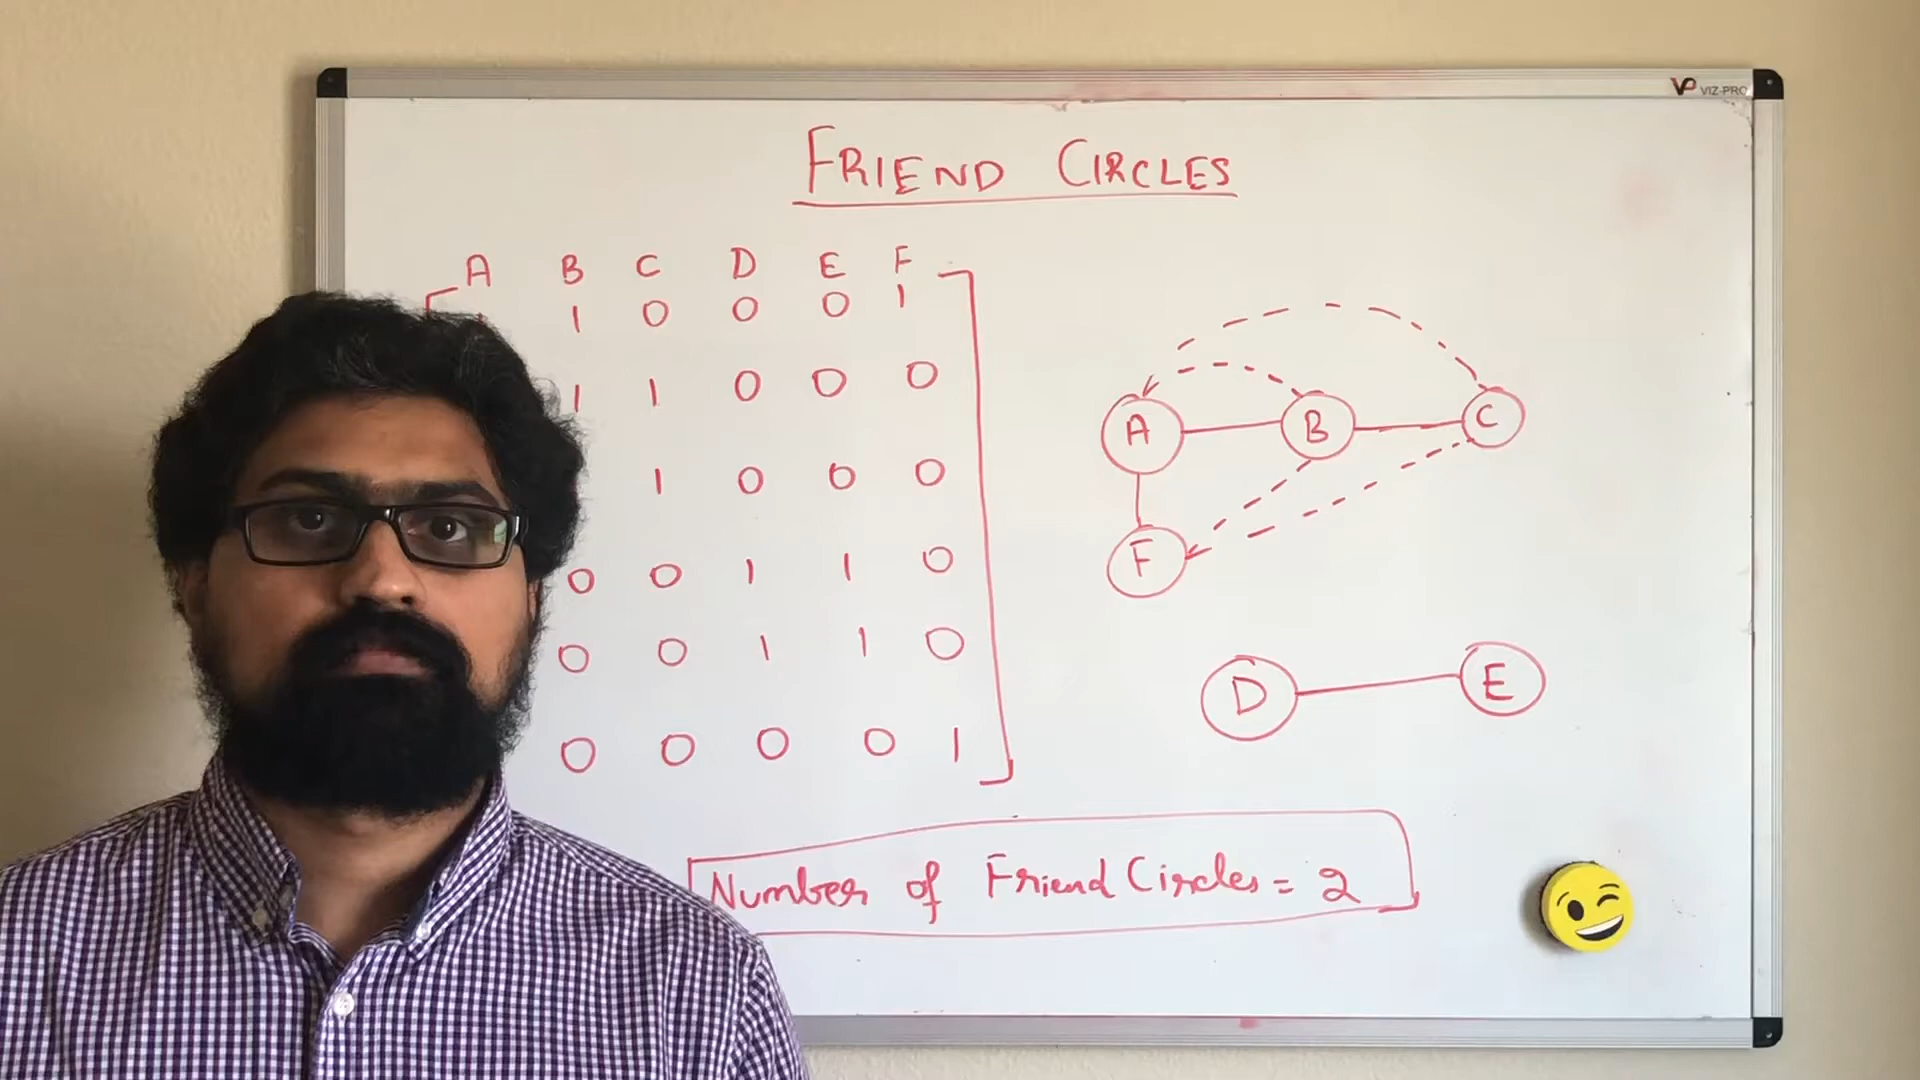 VP VIZ-PRO
FRIEND CIRCLES
A B C D E F
1 0 0 0 1
1 1 0 0 0
1 0 0 0
0 0 1 1 0
0 0 1 1 0
0 0 0 0 1
A B C
F
D E
Number of Friend Circles = 2